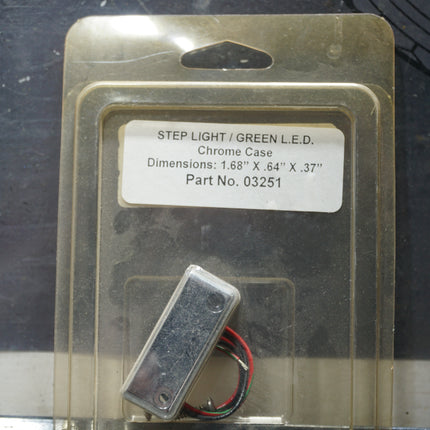 STEP LIGHT / GREEN L.E.D.
Chrome Case
Dimensions: 1.68" X .64" X .37"
Part No. 03251